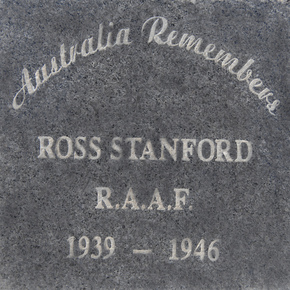 Australia Remembers
ROSS STANFORD
R.A.A.F.
1939 – 1946